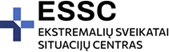 ESSC
EKSTREMALIŲ SVEIKATAI
SITUACIJŲ CENTRAS